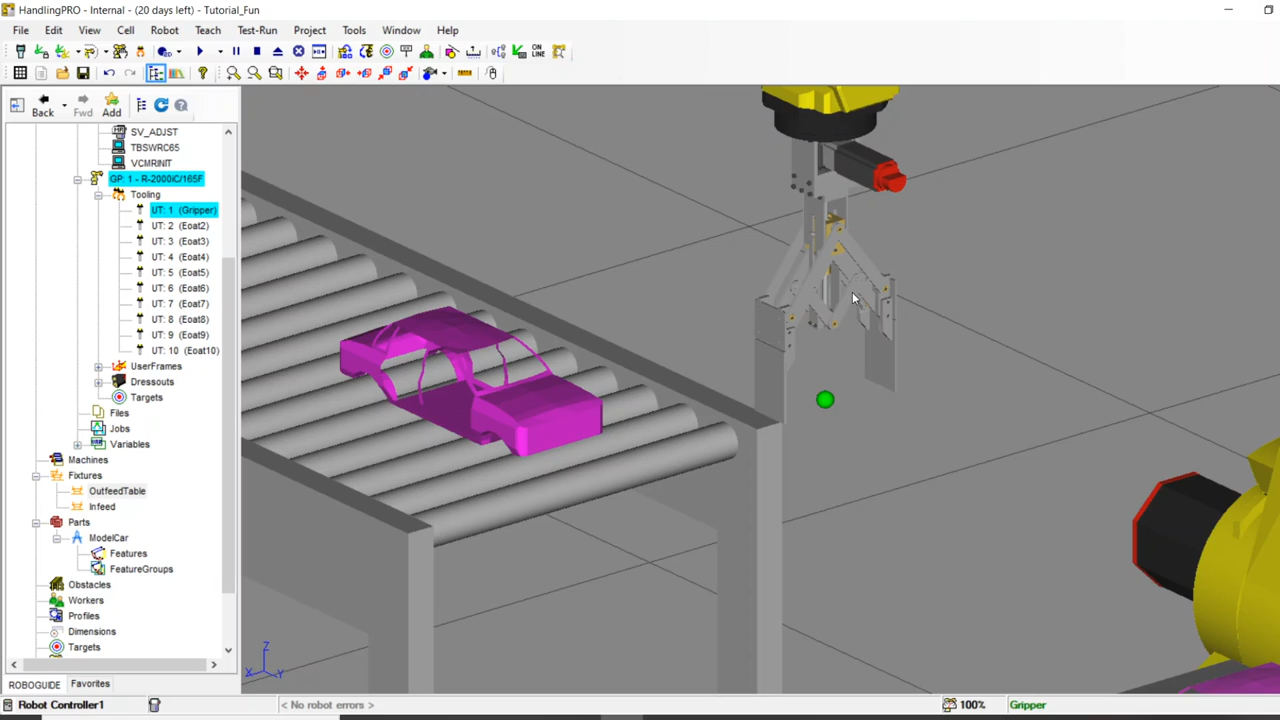 HandlingPRO - Internal - (20 days left) - Tutorial_Fun
File Edit View Cell Robot Teach Test-Run Project Tools Window Help
ON
LINE
Back Fwd Add
SV_ADJST
TBSWRC65
VCMRINIT
GP: 1 - R-2000iC/165F
Tooling
UT: 1 (Gripper)
UT: 2 (Eoat2)
UT: 3 (Eoat3)
UT: 4 (Eoat4)
UT: 5 (Eoat5)
UT: 6 (Eoat6)
UT: 7 (Eoat7)
UT: 8 (Eoat8)
UT: 9 (Eoat9)
UT: 10 (Eoat10)
UserFrames
Dressouts
Targets
Files
Jobs
Variables
Machines
Fixtures
OutfeedTable
Infeed
Parts
ModelCar
Features
FeatureGroups
Obstacles
Workers
Profiles
Dimensions
Targets
Z
X Y
ROBOGUIDE Favorites
Robot Controller1 < No robot errors > 100% Gripper